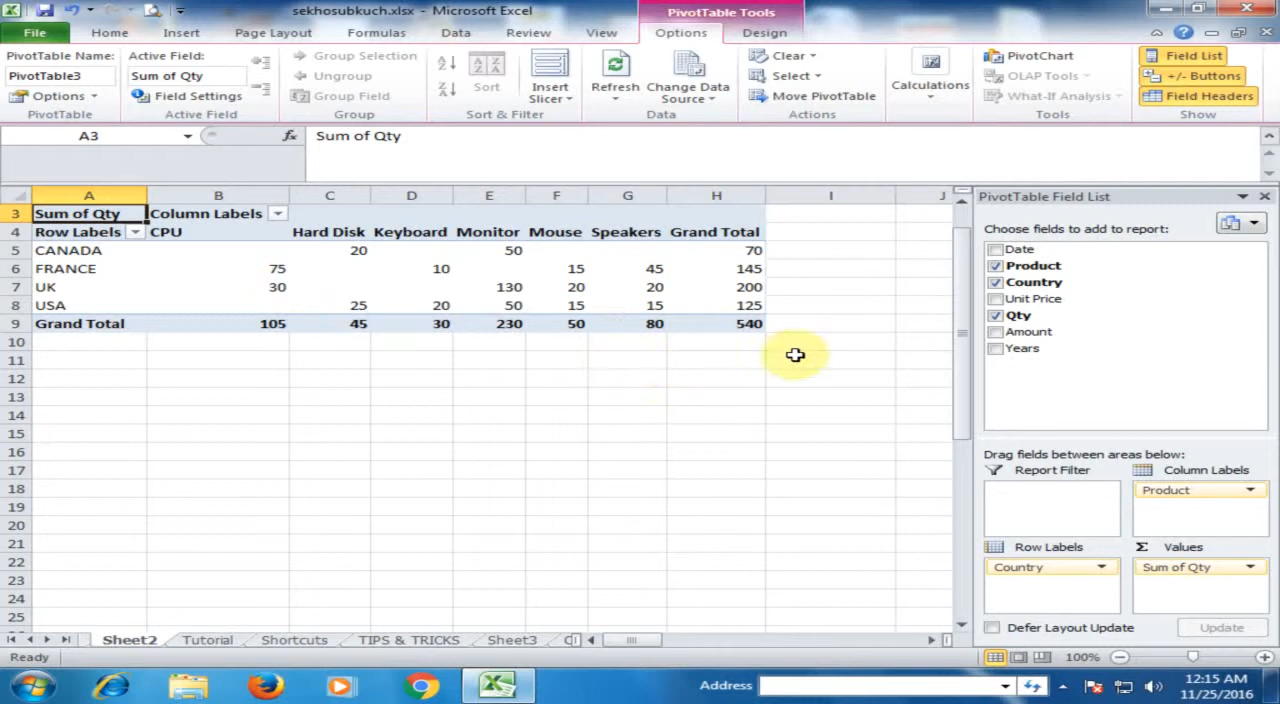 sekhosubkuch.xlsx - Microsoft Excel
PivotTable Tools
File Home Insert Page Layout Formulas Data Review View Options Design
PivotTable Name: Active Field:
PivotTable3 Sum of Qty
Options Field Settings
PivotTable Active Field
Group Selection
Ungroup
Group Field
Group
Sort
Insert Slicer
Sort & Filter
Refresh Change Data Source
Data
Clear
Select
Move PivotTable
Actions
Calculations
PivotChart
OLAP Tools
What-If Analysis
Tools
Field List
+/- Buttons
Field Headers
Show
A3 fx Sum of Qty
A B C D E F G H I J
3 Sum of Qty Column Labels
4 Row Labels CPU Hard Disk Keyboard Monitor Mouse Speakers Grand Total
5 CANADA 20 50 70
6 FRANCE 75 10 15 45 145
7 UK 30 130 20 20 200
8 USA 25 20 50 15 15 125
9 Grand Total 105 45 30 230 50 80 540
10
11
12
13
14
15
16
17
18
19
20
21
22
23
24
25
PivotTable Field List
Choose fields to add to report:
Date
Product
Country
Unit Price
Qty
Amount
Years
Drag fields between areas below:
Report Filter Column Labels
Product
Row Labels Σ Values
Country Sum of Qty
Defer Layout Update Update
Sheet2 Tutorial Shortcuts TIPS & TRICKS Sheet3
Ready 100%
Address
12:15 AM
11/25/2016